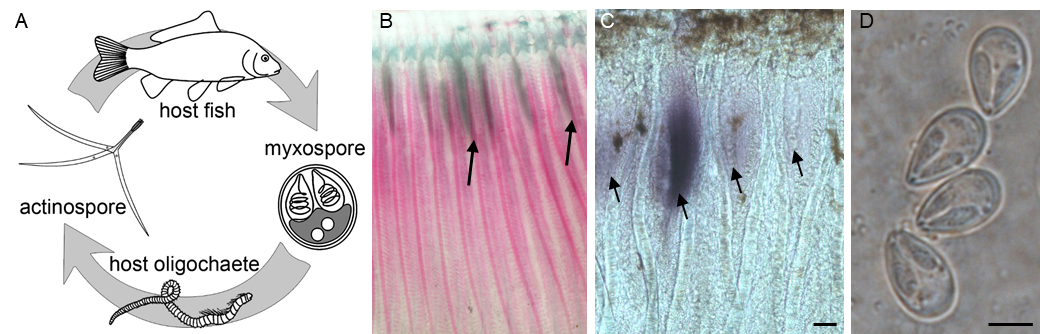 A
B
C
D
host fish
myxospore
actinospore
host oligochaete